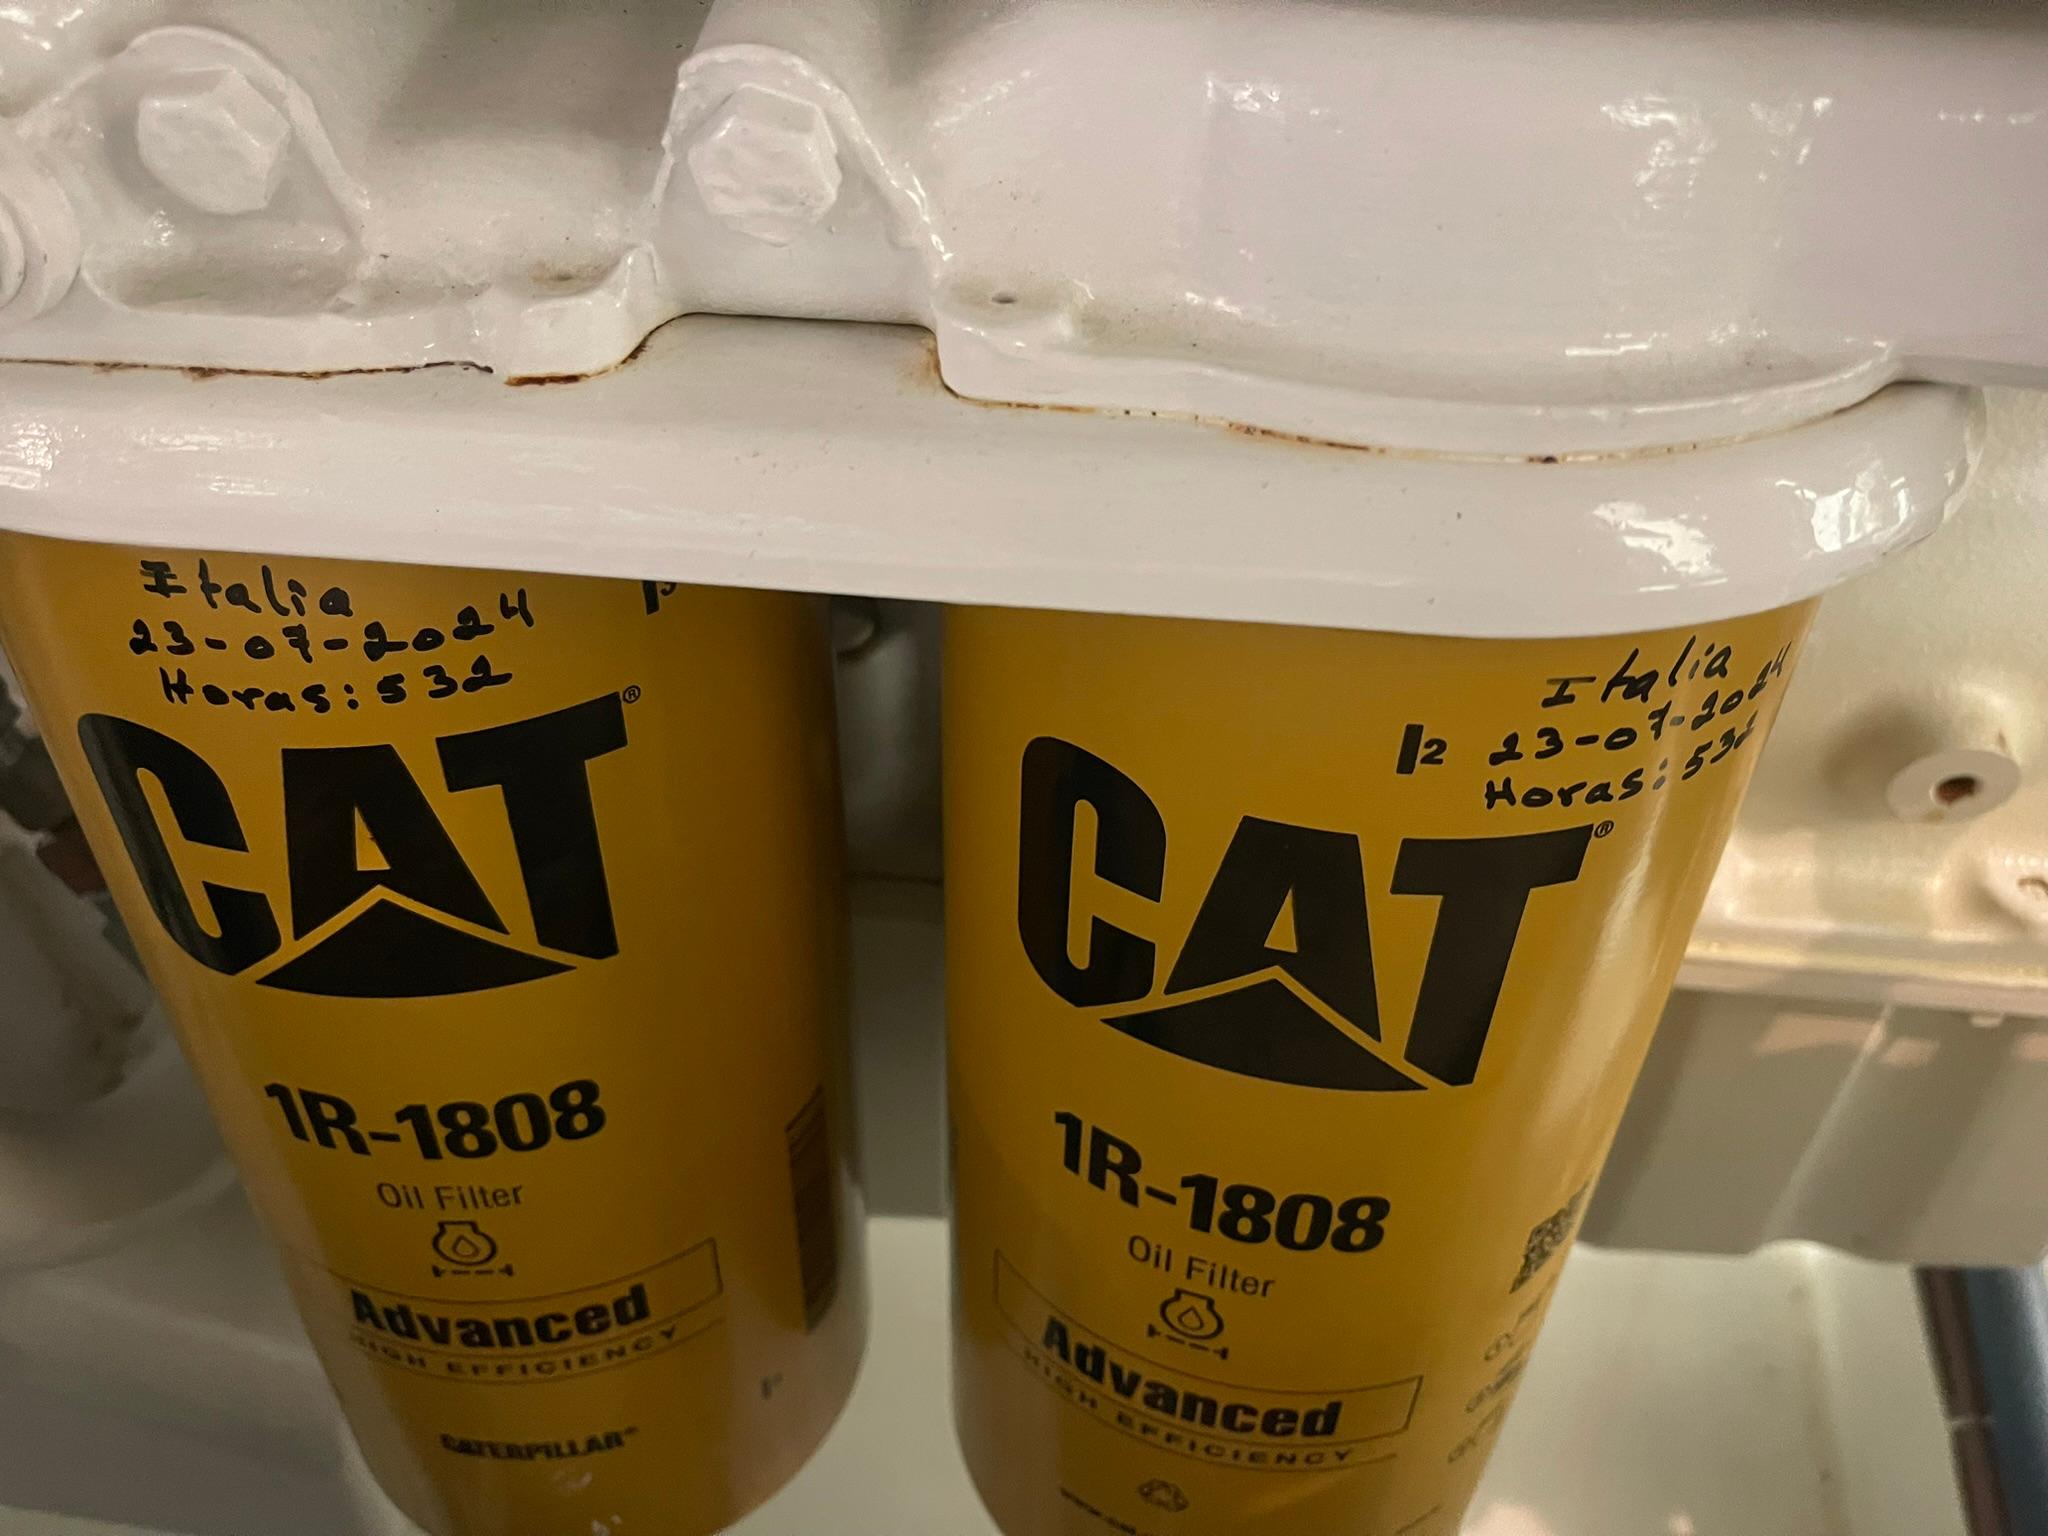 Italia
23-07-2024
Horas: 532
CAT®
1R-1808
Oil Filter
Advanced
HIGH EFFICIENCY
CATERPILLAR
Italia
23-07-2024
Horas: 532
2
CAT®
1R-1808
Oil Filter
Advanced
HIGH EFFICIENCY